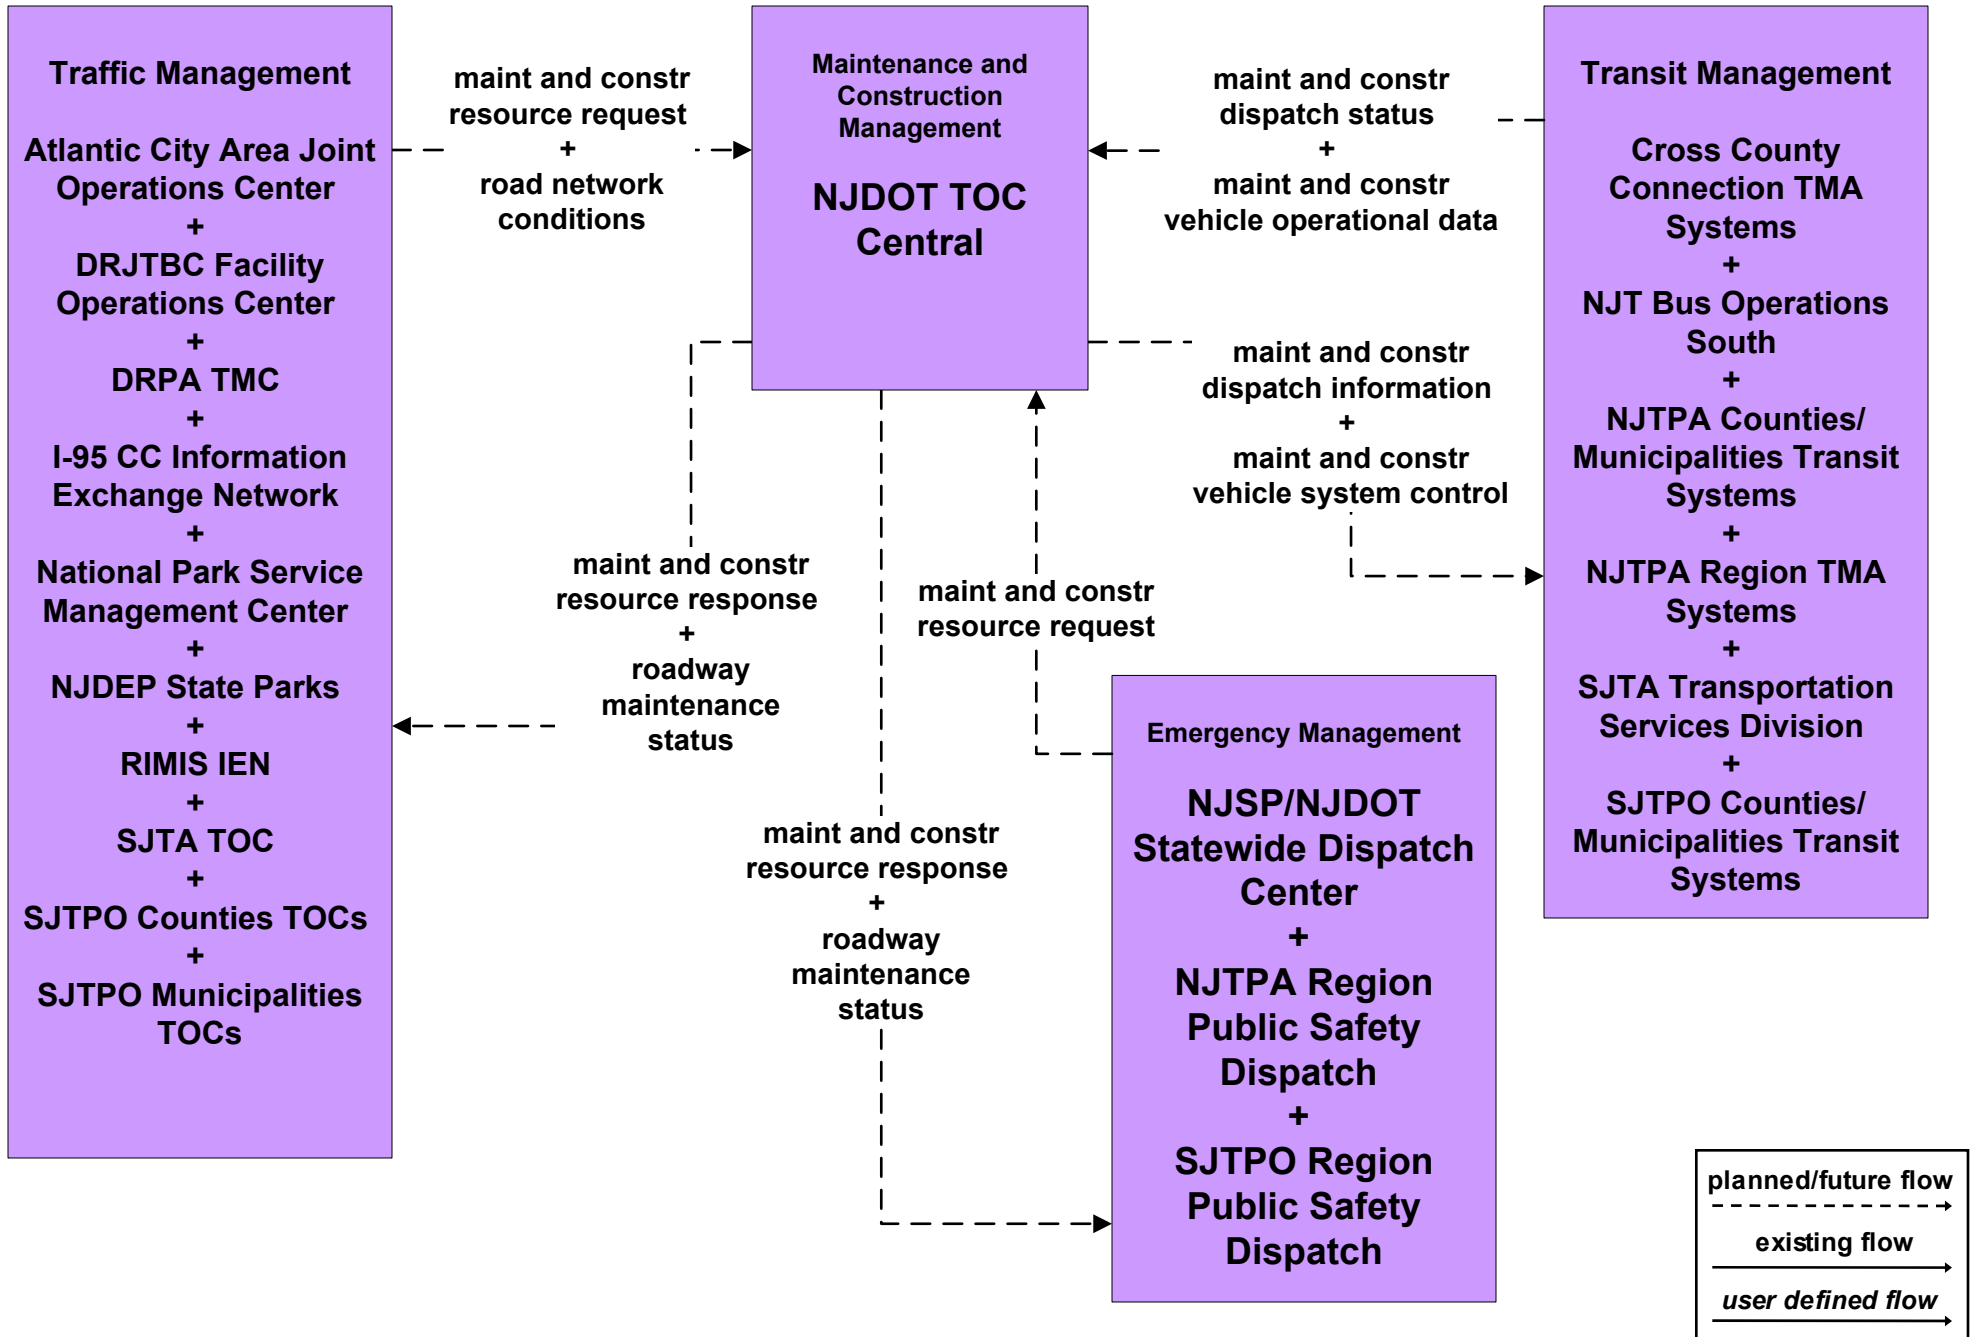 Traffic Management
Atlantic City Area Joint
Operations Center
+
DRJTBC Facility
Operations Center
+
DRPA TMC
+
I-95 CC Information
Exchange Network
+
National Park Service
Management Center
+
NJDEP State Parks
+
RIMIS IEN
+
SJTA TOC
+
SJTPO Counties TOCs
+
SJTPO Municipalities
TOCs
maint and constr
resource request
+
road network
conditions
Maintenance and
Construction
Management
NJDOT TOC
Central
maint and constr
dispatch status
+
maint and constr
vehicle operational data
maint and constr
dispatch information
+
maint and constr
vehicle system control
maint and constr
resource response
+
roadway
maintenance
status
maint and constr
resource request
maint and constr
resource response
+
roadway
maintenance
status
Emergency Management
NJSP/NJDOT
Statewide Dispatch
Center
+
NJTPA Region
Public Safety
Dispatch
+
SJTPO Region
Public Safety
Dispatch
Transit Management
Cross County
Connection TMA
Systems
+
NJT Bus Operations
South
+
NJTPA Counties/
Municipalities Transit
Systems
+
NJTPA Region TMA
Systems
+
SJTA Transportation
Services Division
+
SJTPO Counties/
Municipalities Transit
Systems
planned/future flow
existing flow
user defined flow